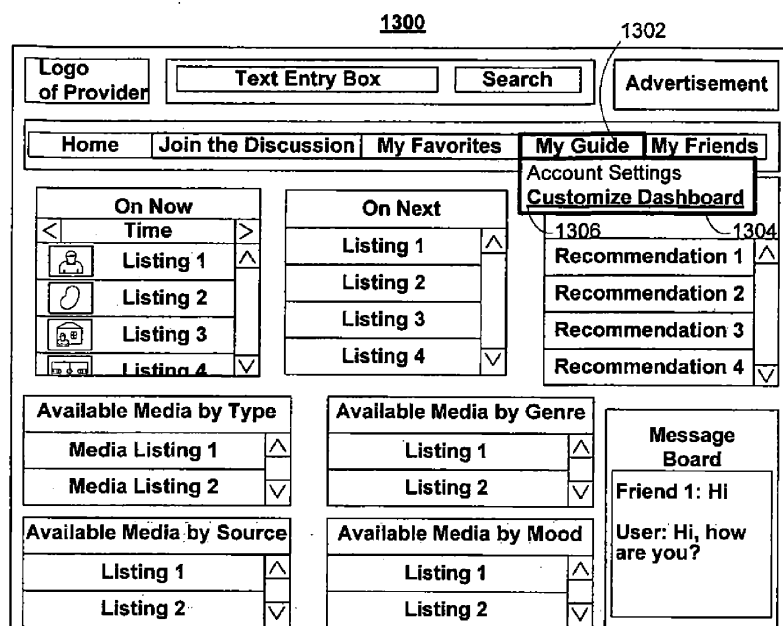 1300
1302
Logo
of Provider
Text Entry Box
Search
Advertisement
Home
Join the Discussion
My Favorites
My Guide
My Friends
Account Settings
Customize Dashboard
1306
1304
On Now
< Time >
Listing 1
Listing 2
Listing 3
Listing 4
On Next
Listing 1
Listing 2
Listing 3
Listing 4
Recommendation 1
Recommendation 2
Recommendation 3
Recommendation 4
Available Media by Type
Media Listing 1
Media Listing 2
Available Media by Genre
Listing 1
Listing 2
Message
Board
Friend 1: Hi
User: Hi, how
are you?
Available Media by Source
Listing 1
Listing 2
Available Media by Mood
Listing 1
Listing 2